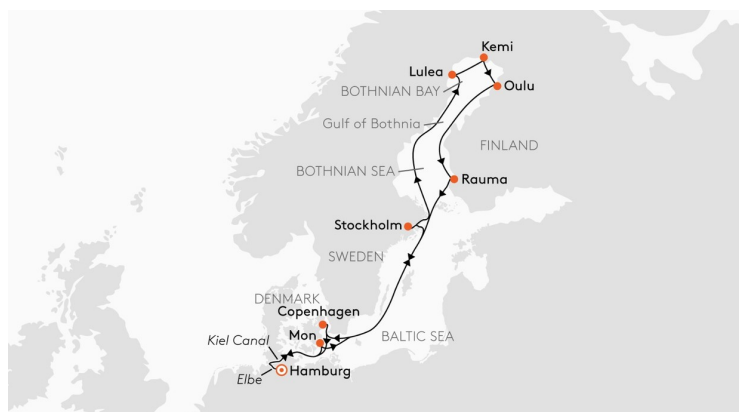 Kemi
Lulea
BOTHNIAN BAY
Oulu
Gulf of Bothnia
FINLAND
BOTHNIAN SEA
Rauma
Stockholm
SWEDEN
DENMARK
Copenhagen
Mon
BALTIC SEA
Kiel Canal
Hamburg
Elbe